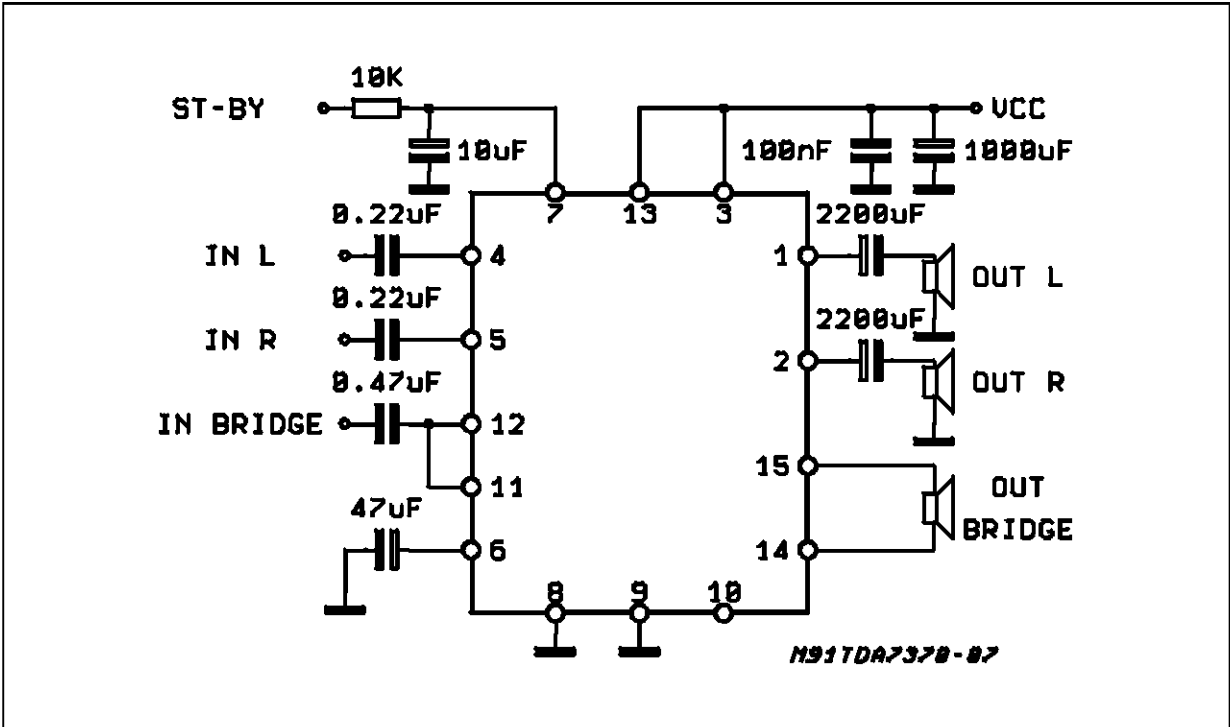 10K
ST-BY
VCC
10uF
100nF
1000uF
7
13
3
0.22uF
2200uF
IN L
4
1
OUT L
0.22uF
2200uF
IN R
5
2
OUT R
0.47uF
IN BRIDGE
12
15
11
OUT
BRIDGE
47uF
6
14
8
9
10
M91TDA7370-07